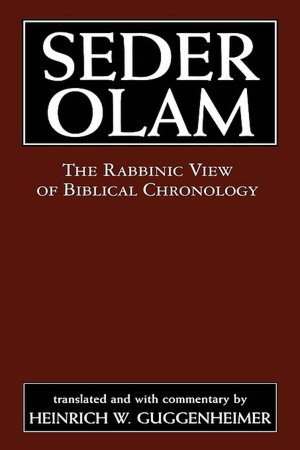 SEDER
OLAM
THE RABBINIC VIEW
OF BIBLICAL CHRONOLOGY
translated and with commentary by
HEINRICH W. GUGGENHEIMER